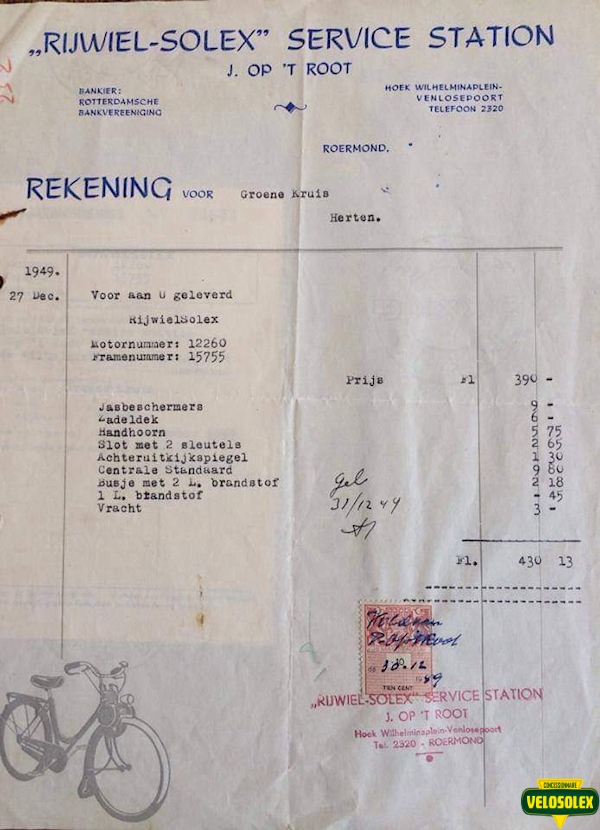 „RIJWIEL-SOLEX” SERVICE STATION
J. OP 'T ROOT
BANKIER:
ROTTERDAMSCHE
BANKVEREENIGING
HOEK WILHELMINAPLEIN-
VENLOSEPOORT
TELEFOON 2320
ROERMOND,
REKENING VOOR Groene Kruis
Herten.
1949.
27 Dec. Voor aan U geleverd
RijwielSolex
Motornummer: 12260
Framenummer: 15755
Prijs Fl 390 -
Jasbeschermers 9 -
Zadeldek 6 -
Handhoorn 5 75
Slot met 2 sleutels 2 65
Achteruitkijkspiegel 1 30
Centrale Standaard 9 80
Busje met 2 L. brandstof 2 18
1 L. brandstof - 45
Vracht 3 -
31/12 49
Fl. 430 13
10
30-12
1949
TIEN CENT
„RIJWIEL-SOLEX” SERVICE STATION
J. OP 'T ROOT
Hoek Wilhelminaplein-Venlosepoort
Tel. 2320 - ROERMOND
CONCESSIONNAIRE
VELOSOLEX